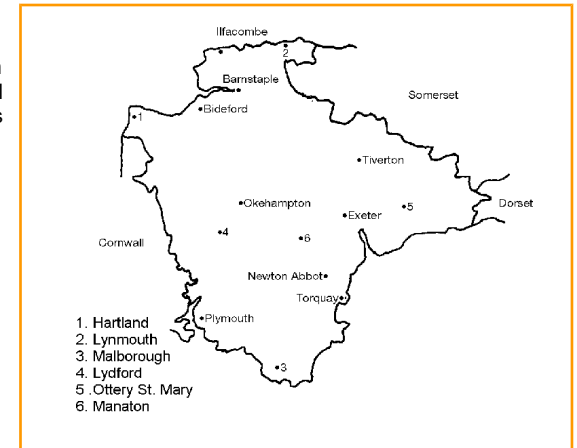 Ilfacombe
2
Barnstaple
Somerset
Bideford
1
Tiverton
Okehampton
5
Dorset
Exeter
4
6
Cornwall
Newton Abbot
Torquay
Plymouth
1. Hartland
2. Lynmouth
3. Malborough
3
4. Lydford
5 .Ottery St. Mary
6. Manaton